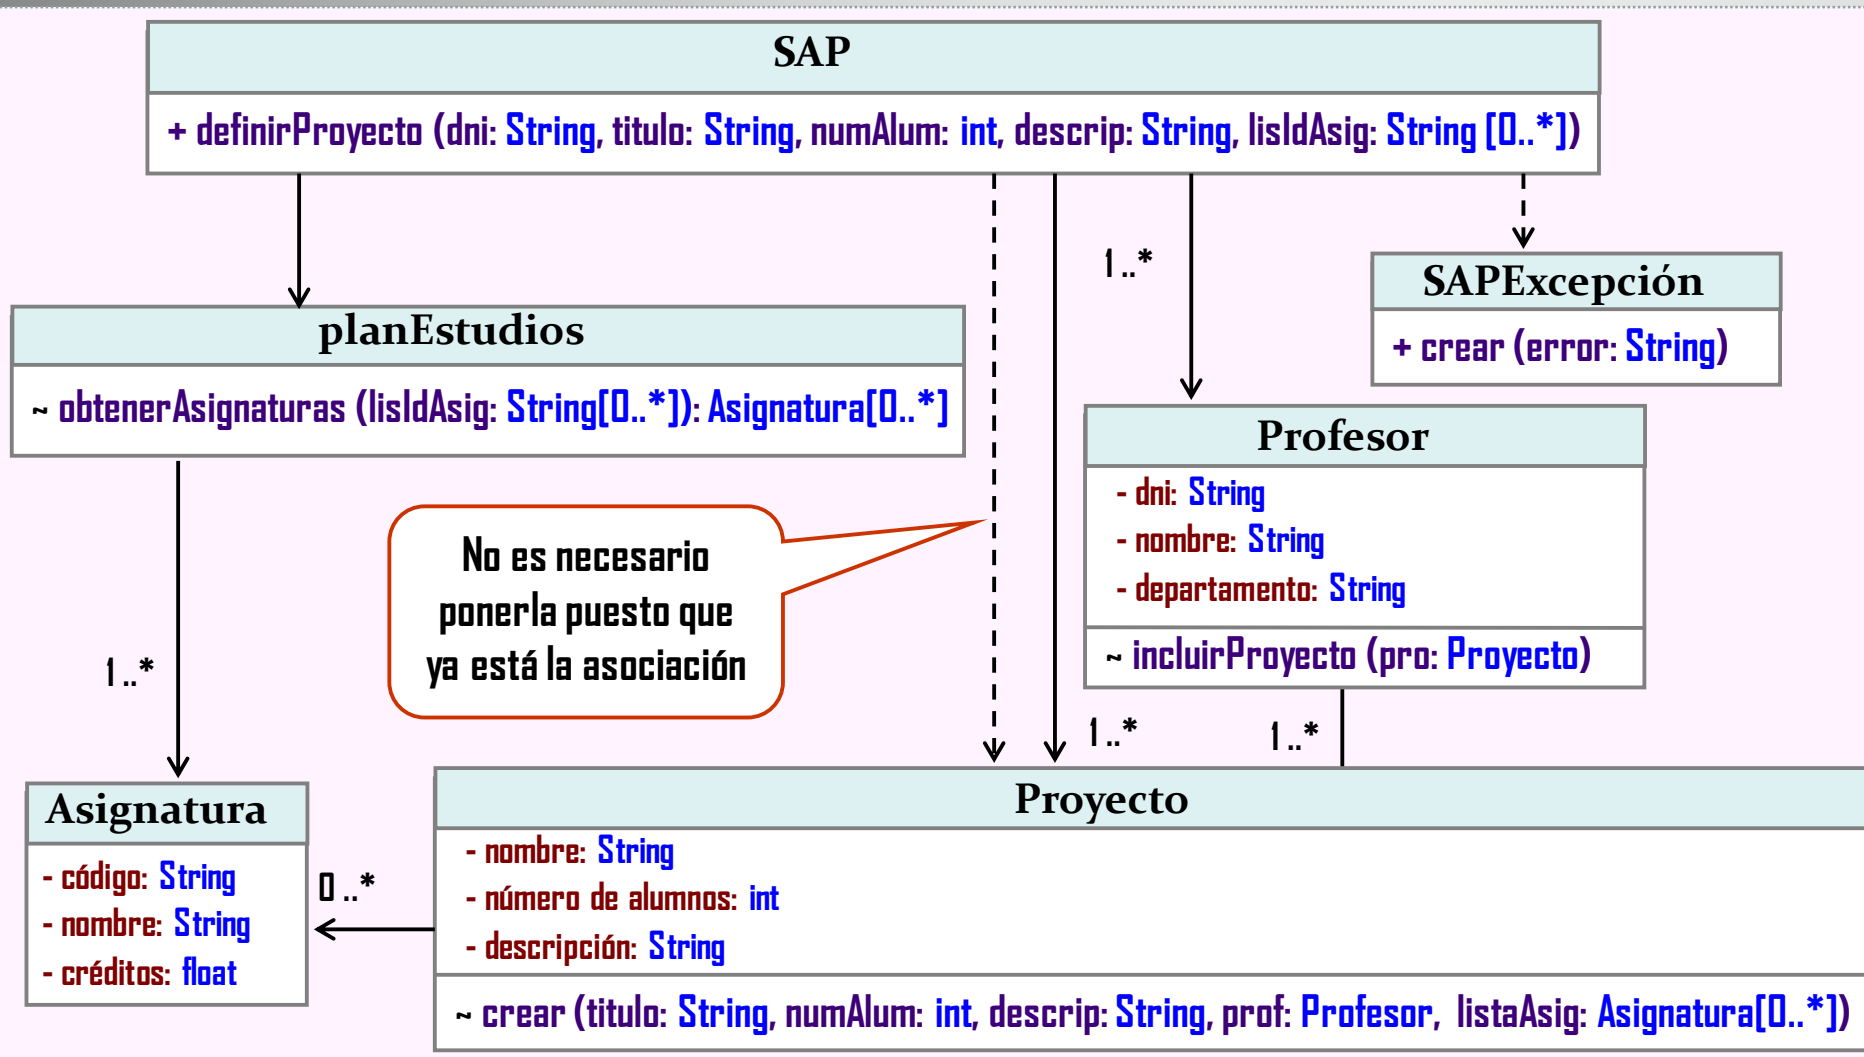 SAP
+ definirProyecto (dni: String, titulo: String, numAlum: int, descrip: String, lisIdAsig: String [0..*])
1..*
SAPExcepción
+ crear (error: String)
planEstudios
~ obtenerAsignaturas (lisIdAsig: String[0..*]): Asignatura[0..*]
Profesor
- dni: String
- nombre: String
- departamento: String
~ incluirProyecto (pro: Proyecto)
No es necesario
ponerla puesto que
ya está la asociación
1..*
1..*
1..*
Asignatura
- código: String
- nombre: String
- créditos: float
0..*
Proyecto
- nombre: String
- número de alumnos: int
- descripción: String
~ crear (titulo: String, numAlum: int, descrip: String, prof: Profesor, listaAsig: Asignatura[0..*])